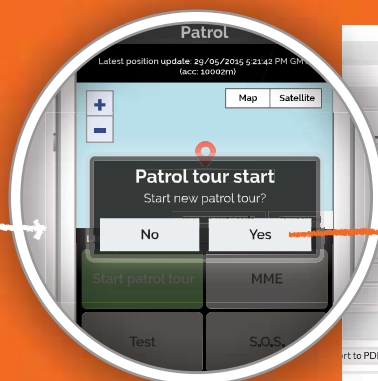 Patrol
Latest position update: 29/05/2015 5:21:42 PM GM
(acc: 10002m)
+
Map Satellite
-
Patrol tour start
Start new patrol tour?
No Yes
Start patrol tour MME
Test S.O.S.
rt to PD